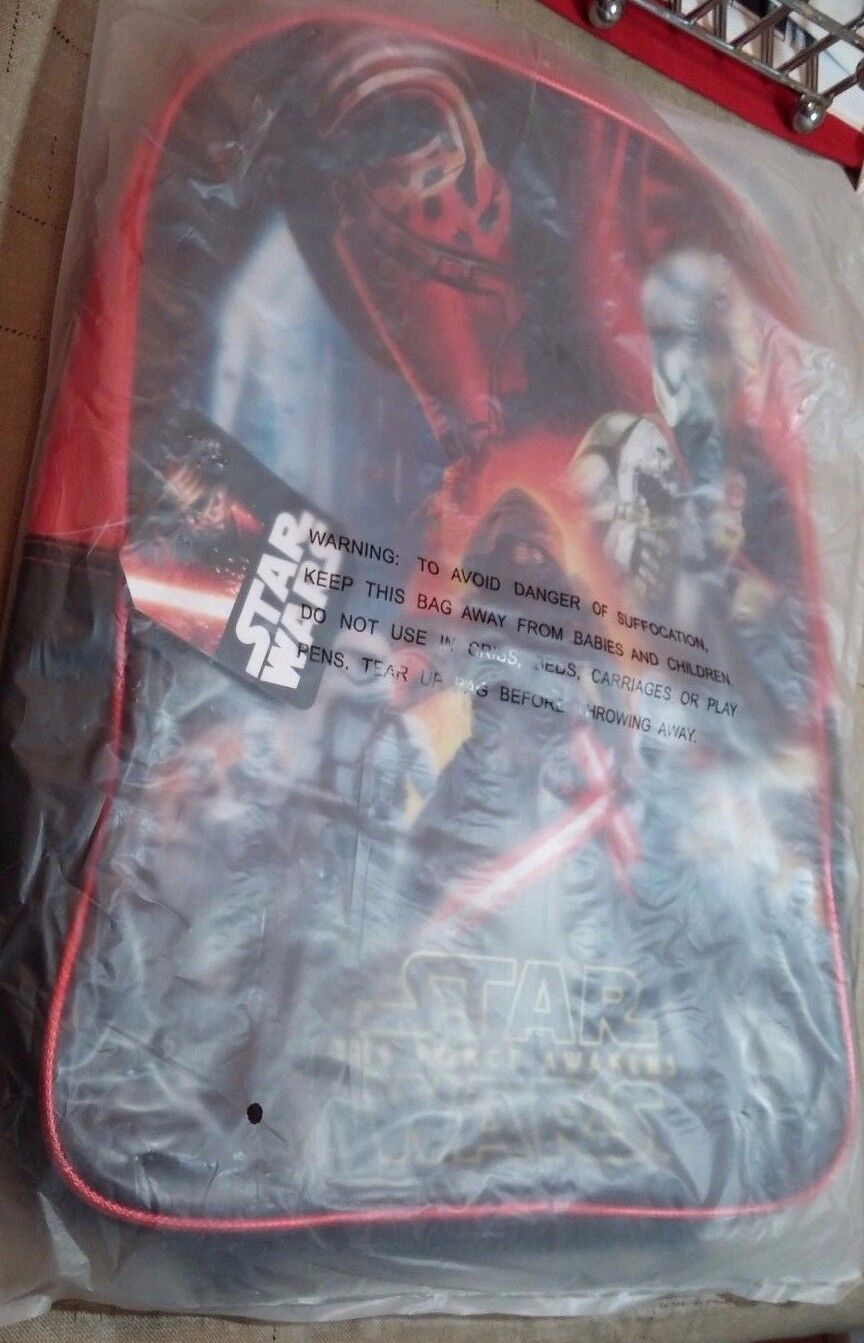 STAR
WARS
WARNING: TO AVOID DANGER OF SUFFOCATION,
KEEP THIS BAG AWAY FROM BABIES AND CHILDREN.
DO NOT USE IN CRIBS, BEDS, CARRIAGES OR PLAY
PENS. TEAR UP BAG BEFORE THROWING AWAY.
STAR
THE FORCE AWAKENS
WARS